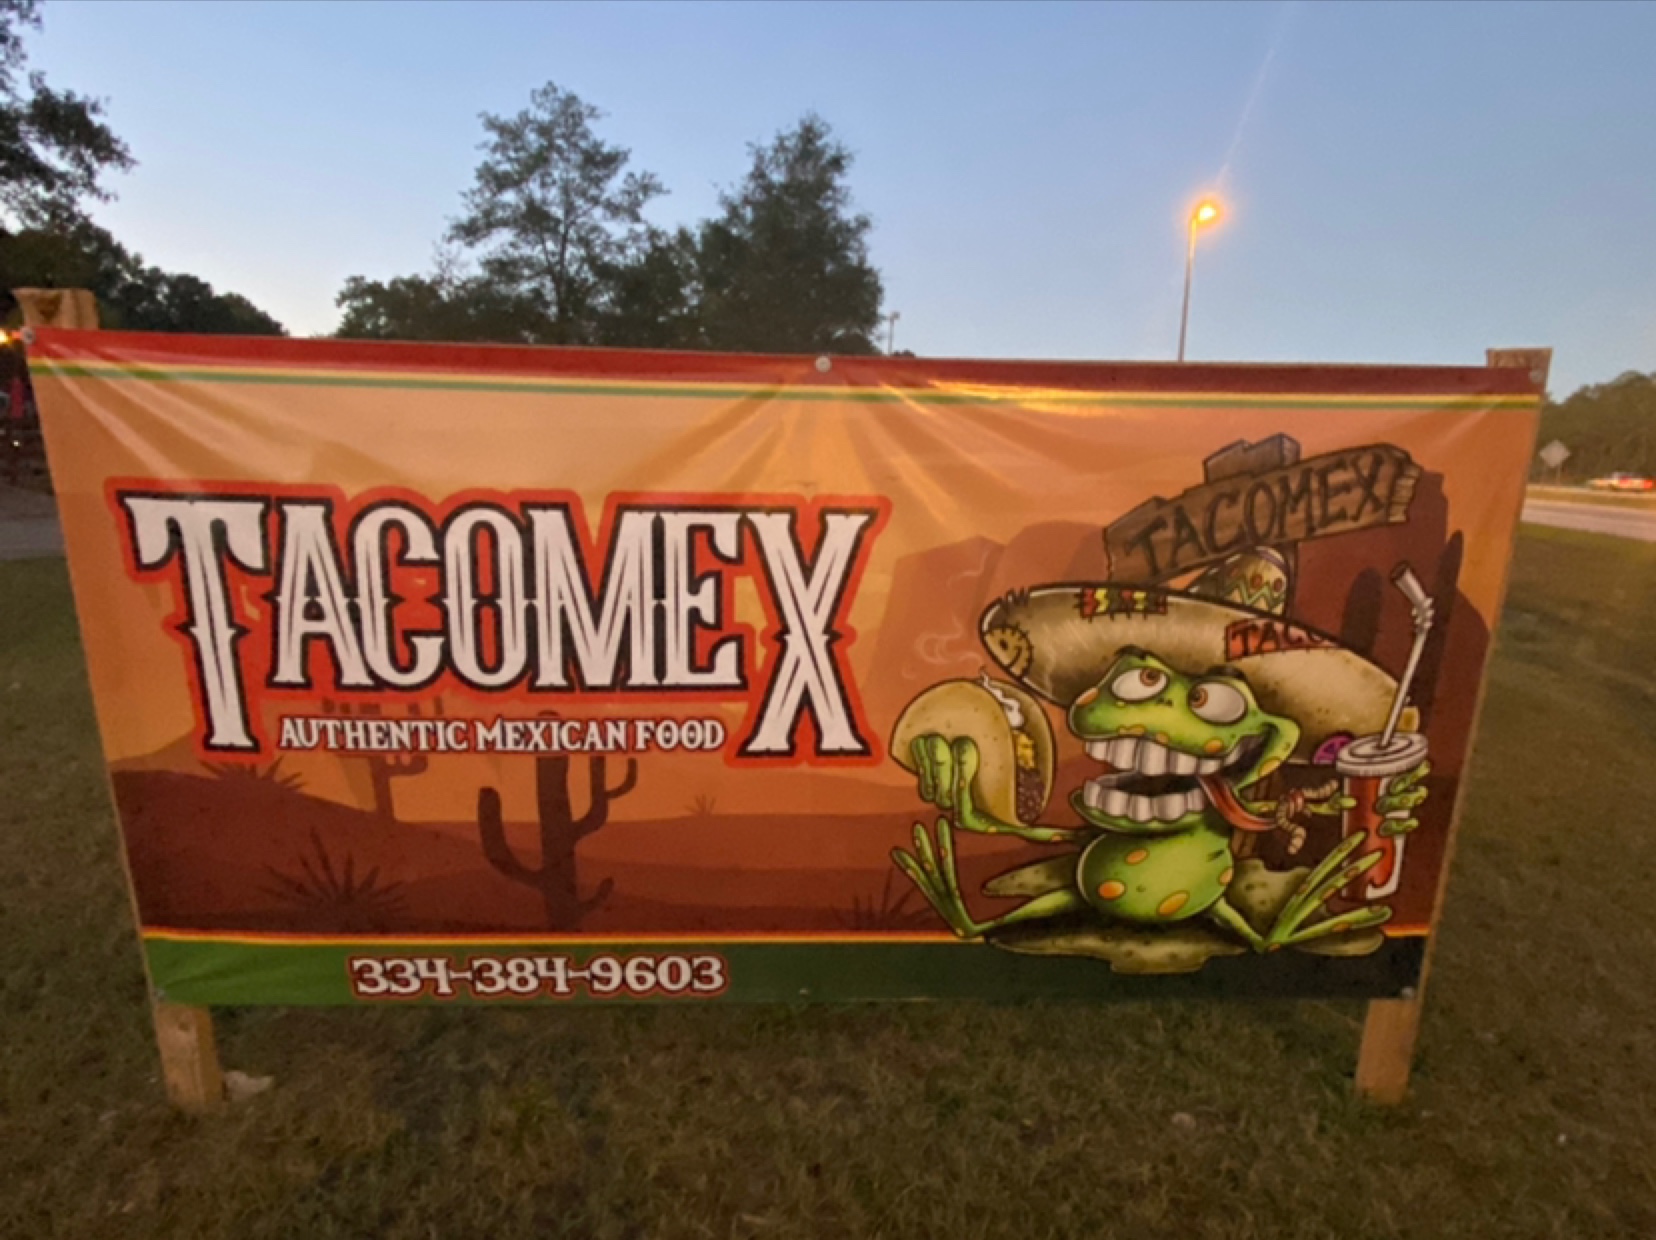 TACOMEX
AUTHENTIC MEXICAN FOOD
TACOMEX!
334-384-9603